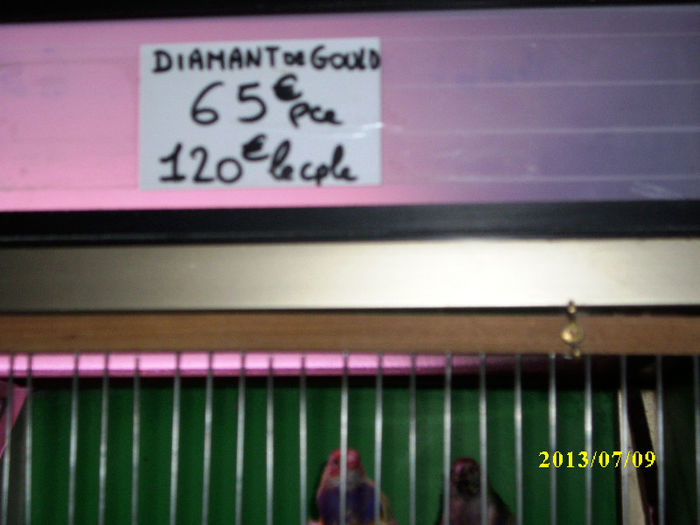 DIAMANT DE GOULD
65€ pce
120€ le cple
2013/07/09